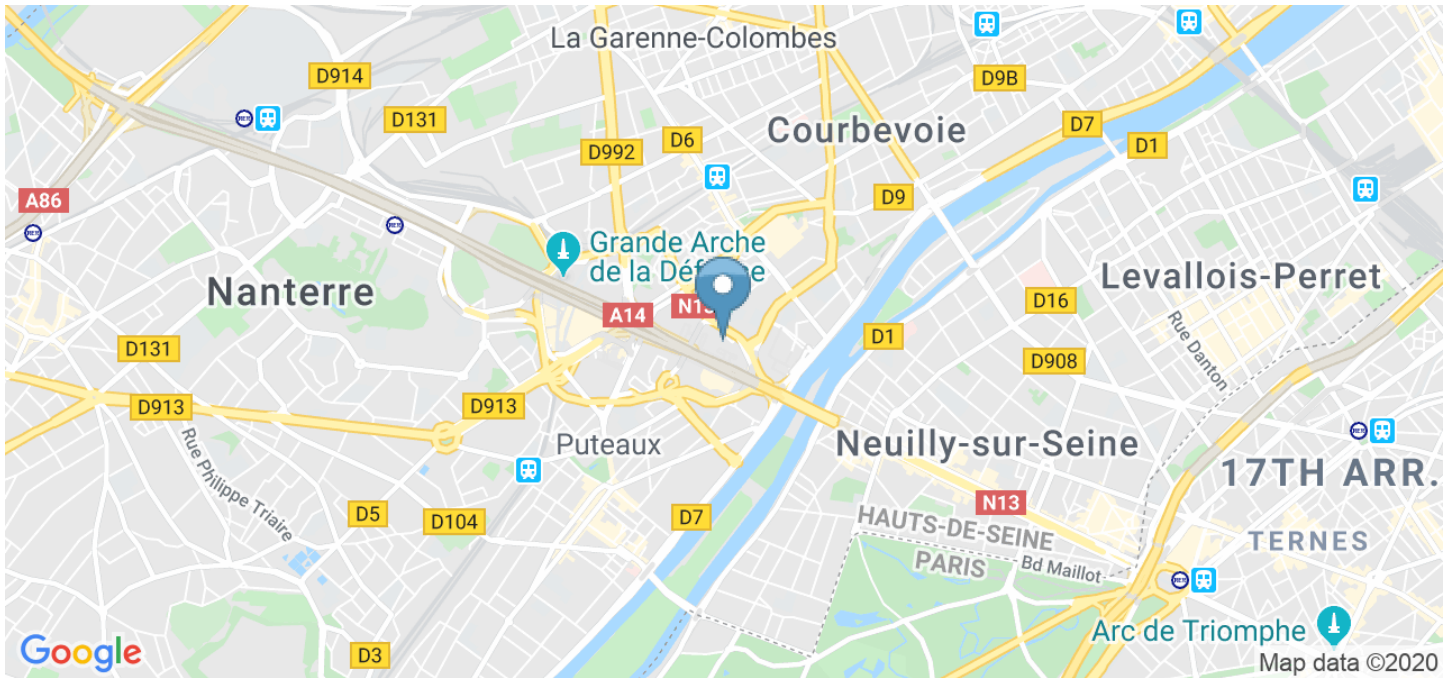 La Garenne-Colombes
D914
D9B
D131
D7
Courbevoie
D6
D1
D992
A86
D9
Grande Arche
de la Défense
Levallois-Perret
Nanterre
D16
N13
A14
Rue Danton
D1
D131
D908
D913
D913
Puteaux
Neuilly-sur-Seine
17TH ARR.
Rue Philippe Triaire
N13
D5
D104
D7
HAUTS-DE-SEINE
TERNES
PARIS
Bd Maillot
Arc de Triomphe
Google
D3
Map data ©2020